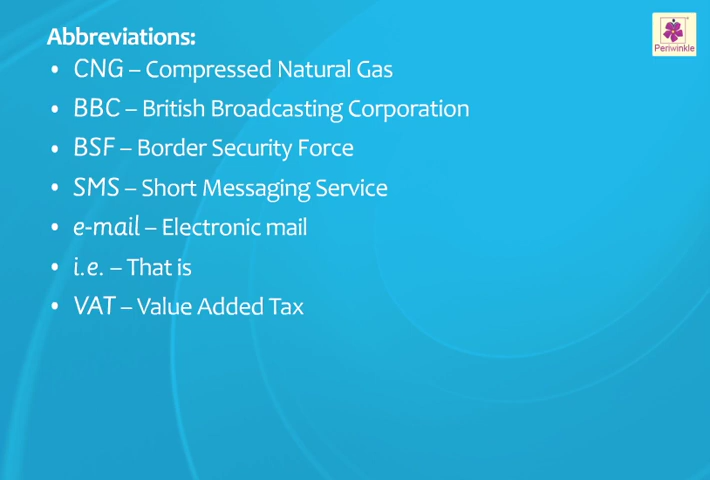 Abbreviations:
• CNG – Compressed Natural Gas
• BBC – British Broadcasting Corporation
• BSF – Border Security Force
• SMS – Short Messaging Service
• e-mail – Electronic mail
• i.e. – That is
• VAT – Value Added Tax
Periwinkle